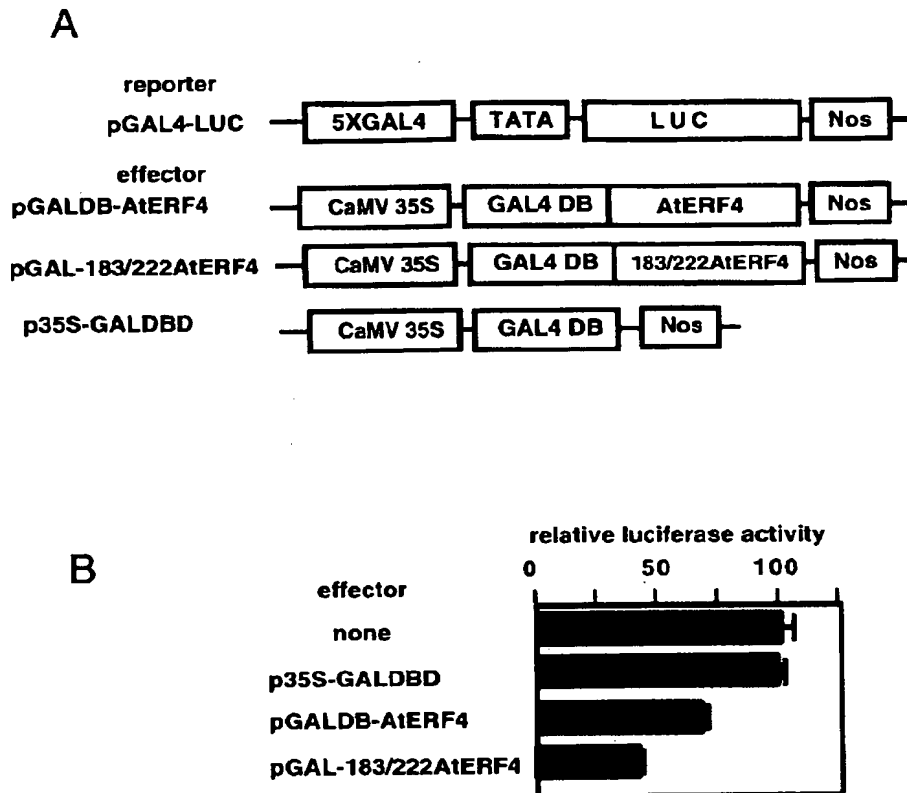 A
reporter
pGAL4-LUC 5XGAL4 TATA LUC Nos
effector
pGALDB-AtERF4 CaMV 35S GAL4 DB AtERF4 Nos
pGAL-183/222AtERF4 CaMV 35S GAL4 DB 183/222AtERF4 Nos
p35S-GALDBD CaMV 35S GAL4 DB Nos
B
relative luciferase activity
0 50 100
effector
none
p35S-GALDBD
pGALDB-AtERF4
pGAL-183/222AtERF4